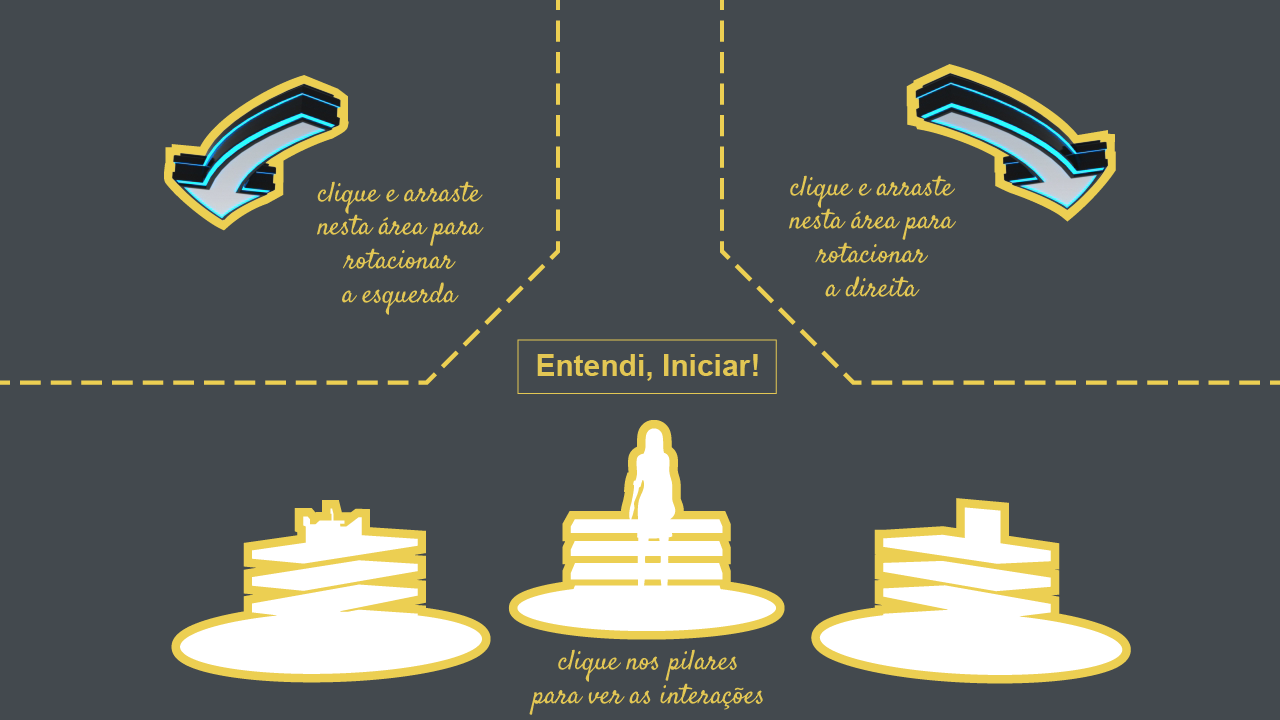 clique e arraste
nesta área para
rotacionar
a esquerda
clique e arraste
nesta área para
rotacionar
a direita
Entendi, Iniciar!
clique nos pilares
para ver as interações